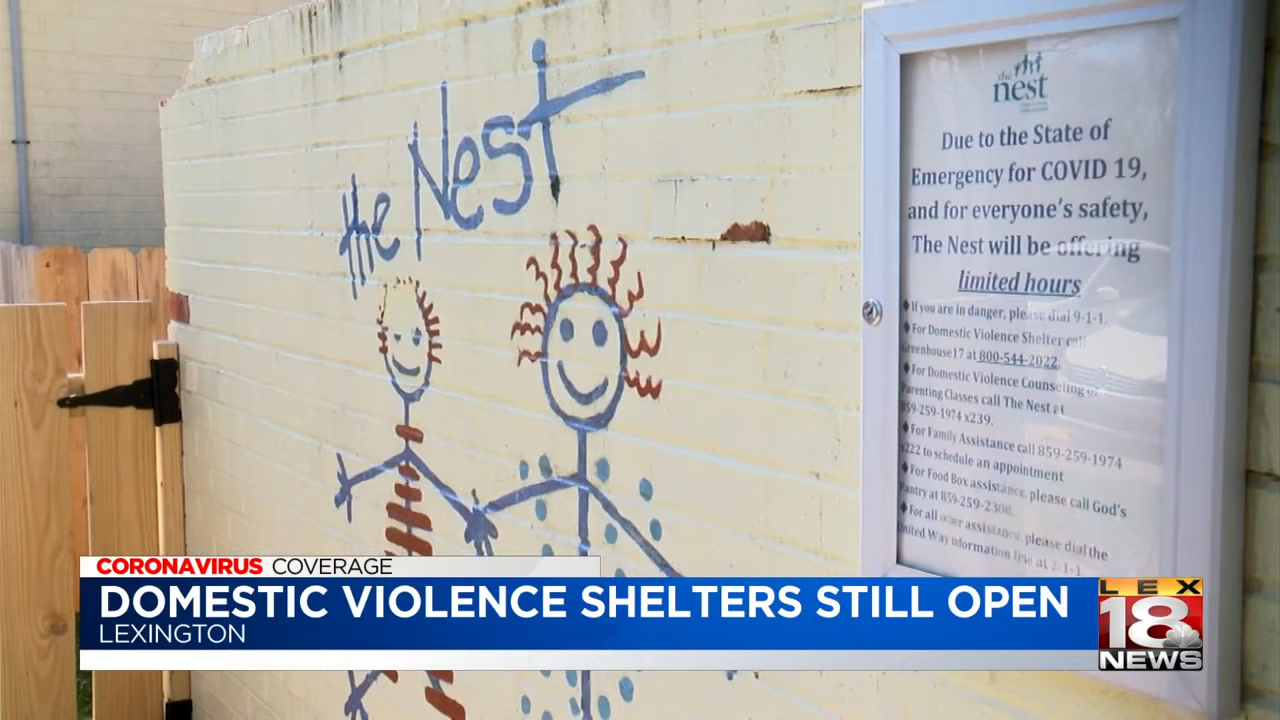 the Nest
the
nest
Due to the State of
Emergency for COVID 19,
and for everyone's safety,
The Nest will be offering
limited hours
◆If you are in danger, please dial 9-1-1.
◆For Domestic Violence Shelter call
Greenhouse17 at 800-544-2022.
◆For Domestic Violence Counseling or
Parenting Classes call The Nest at
859-259-1974 x239.
◆For Family Assistance call 859-259-1974
x222 to schedule an appointment
◆For Food Box assistance, please call God's
Pantry at 859-259-2308.
◆For all other assistance, please dial the
United Way information line at 2-1-1.
CORONAVIRUS COVERAGE
DOMESTIC VIOLENCE SHELTERS STILL OPEN
LEXINGTON
LEX
18
NEWS